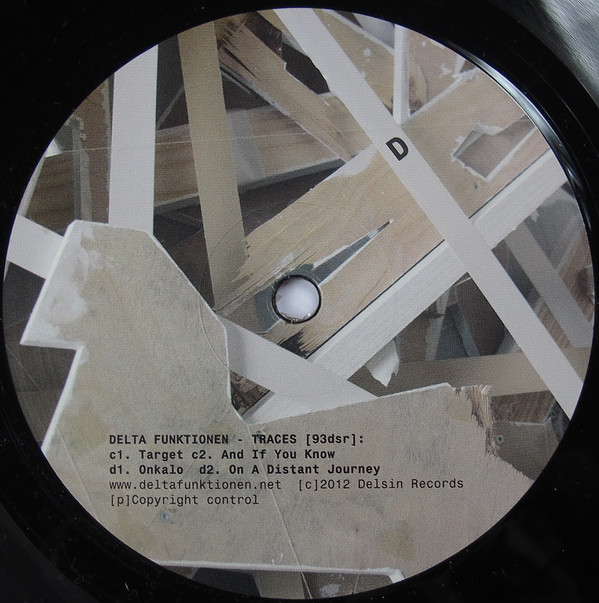 D
DELTA FUNKTIONEN - TRACES [93dsr]:
c1. Target c2. And If You Know
d1. Onkalo d2. On A Distant Journey
www.deltafunktionen.net [c]2012 Delsin Records
[p]Copyright control